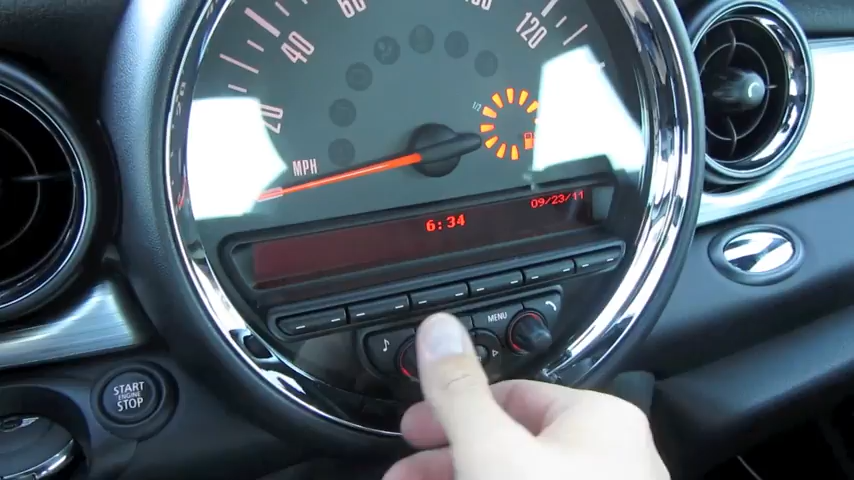 20
40
60
120
1/2
MPH
09/23/11
6:34
MENU
START
ENGINE
STOP